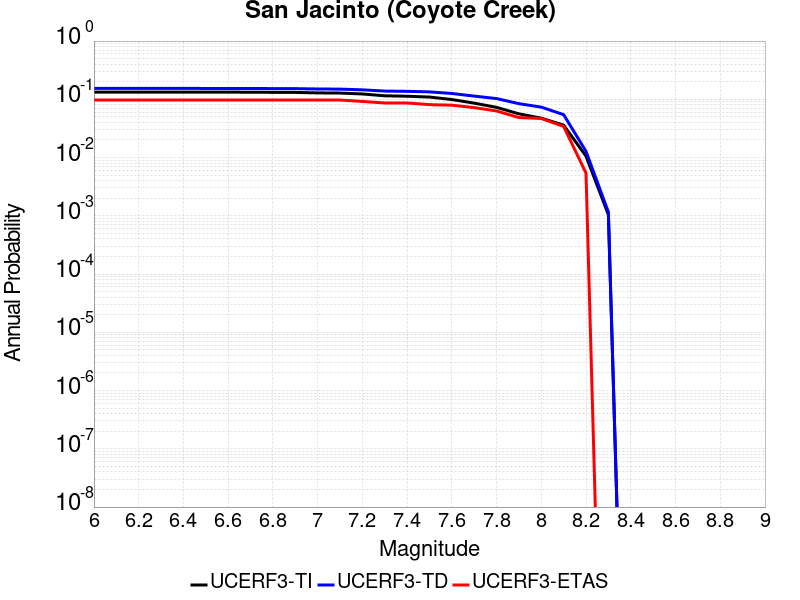 San Jacinto (Coyote Creek)
10^0
10^-1
10^-2
10^-3
10^-4
10^-5
10^-6
10^-7
10^-8
Annual Probability
6 6.2 6.4 6.6 6.8 7 7.2 7.4 7.6 7.8 8 8.2 8.4 8.6 8.8 9
Magnitude
UCERF3-TI UCERF3-TD UCERF3-ETAS